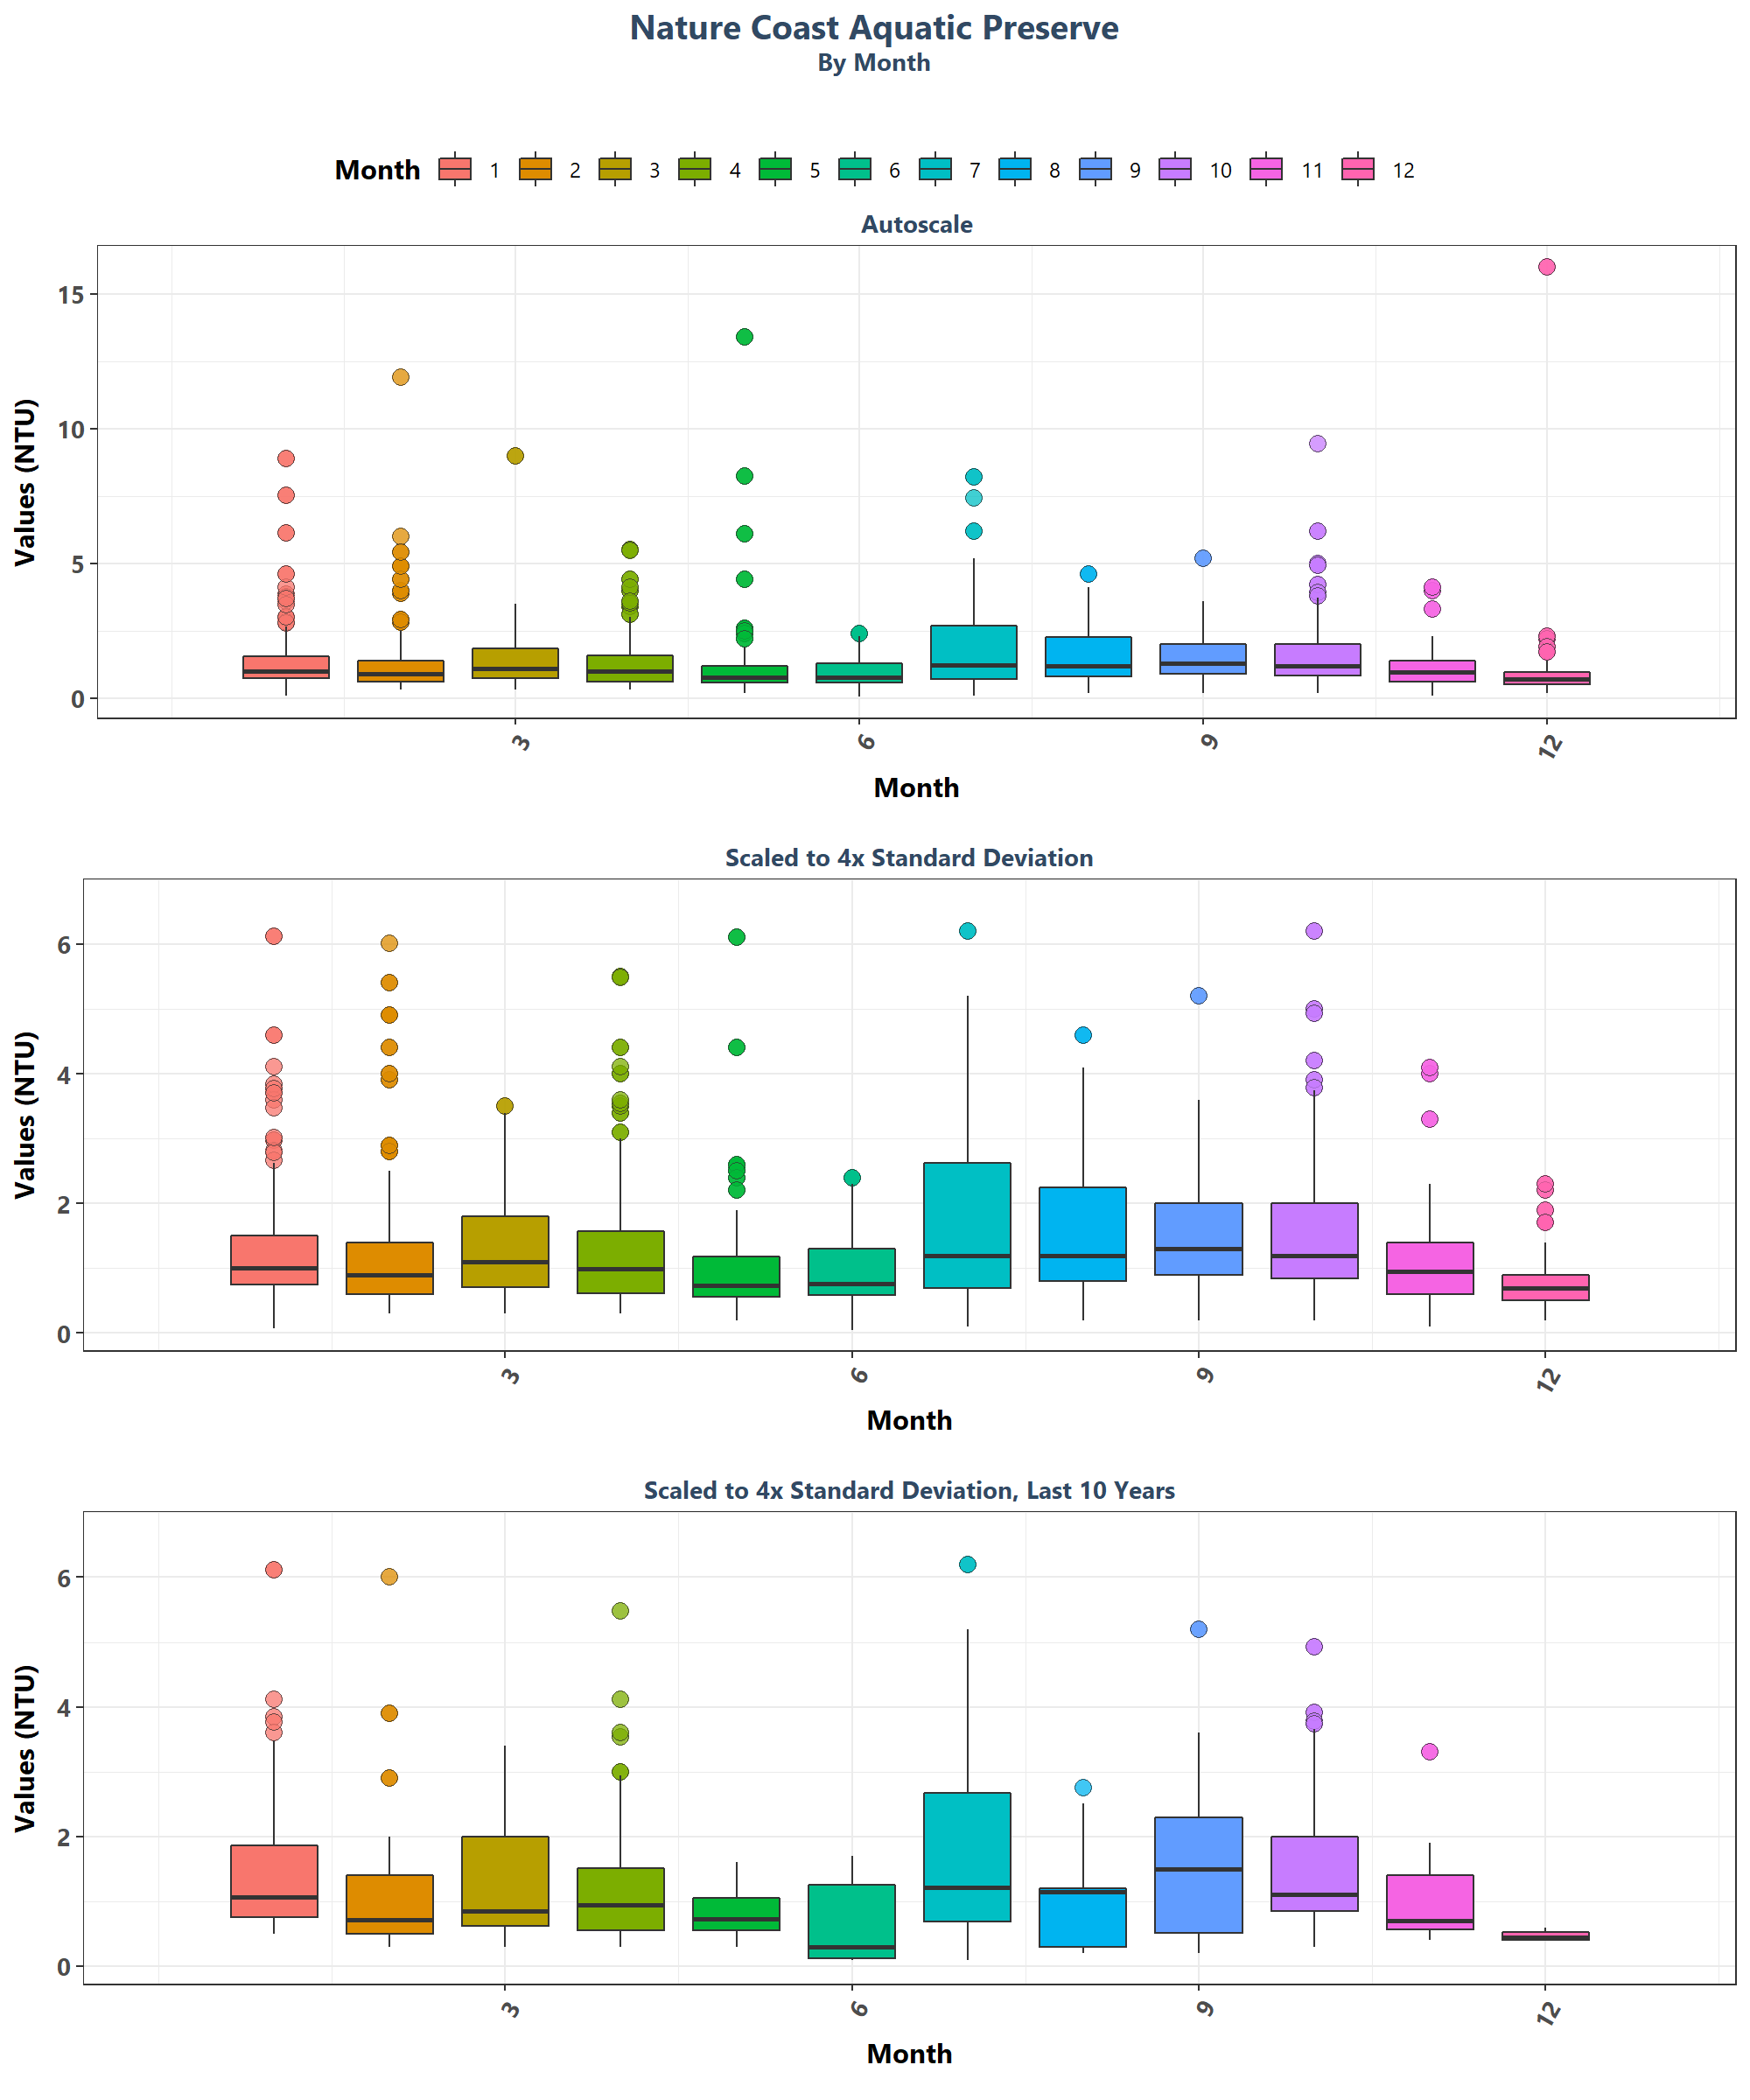 Nature Coast Aquatic Preserve
By Month
Month 1 2 3 4 5 6 7 8 9 10 11 12
Autoscale
Values (NTU)
15
10
5
0
3 6 9 12
Month
Scaled to 4x Standard Deviation
Values (NTU)
6
4
2
0
3 6 9 12
Month
Scaled to 4x Standard Deviation, Last 10 Years
Values (NTU)
6
4
2
0
3 6 9 12
Month